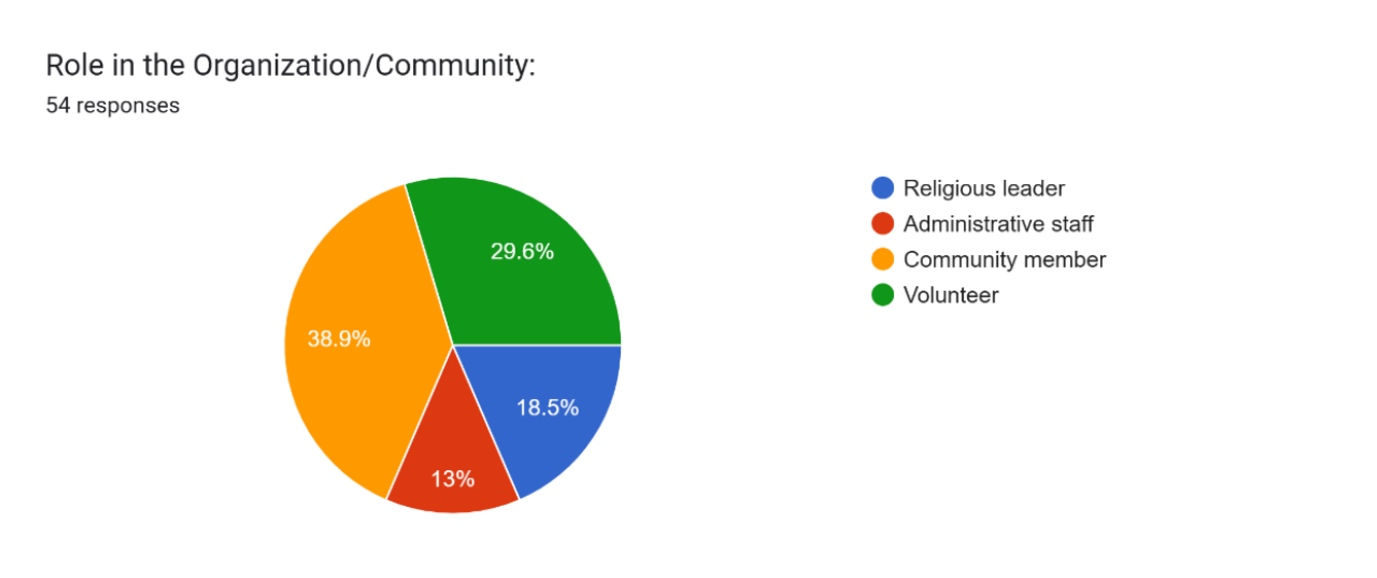 Role in the Organization/Community:
54 responses
29.6%
38.9%
18.5%
13%
Religious leader
Administrative staff
Community member
Volunteer